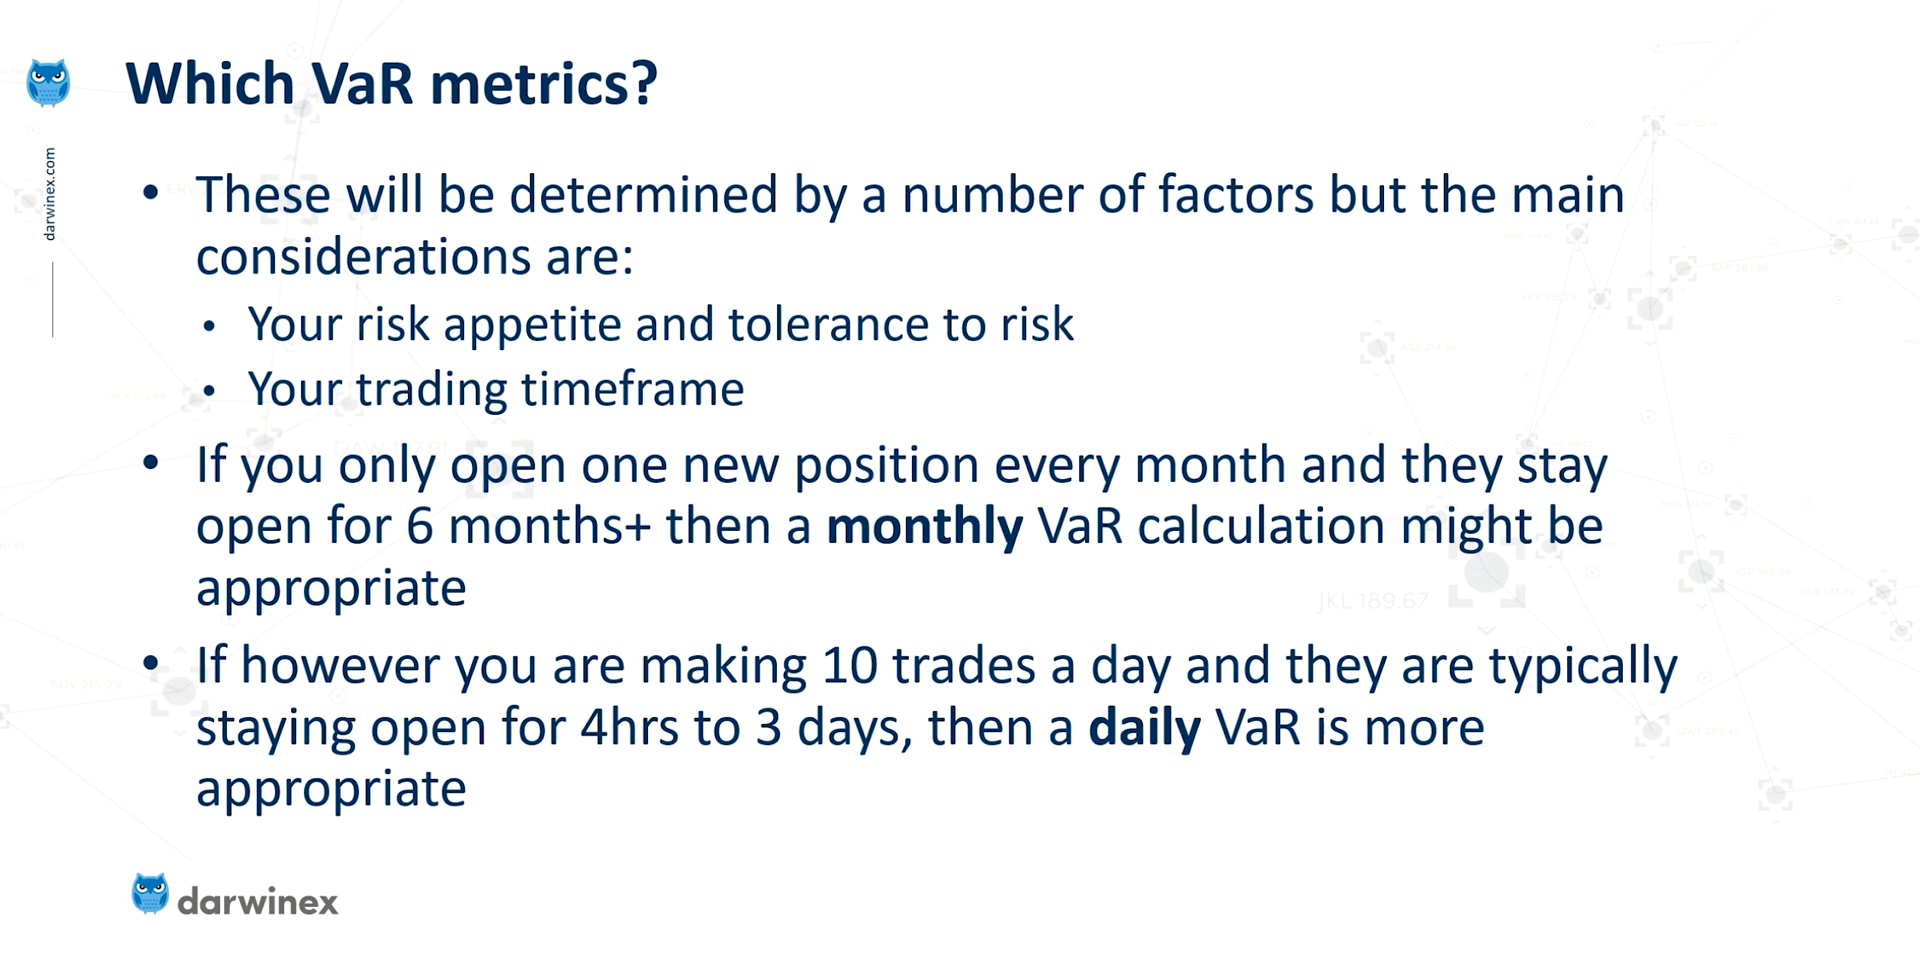 Which VaR metrics?
darwinex.com
• These will be determined by a number of factors but the main
considerations are:
• Your risk appetite and tolerance to risk
• Your trading timeframe
• If you only open one new position every month and they stay
open for 6 months+ then a monthly VaR calculation might be
appropriate
JKL 189.67
• If however you are making 10 trades a day and they are typically
staying open for 4hrs to 3 days, then a daily VaR is more
appropriate
darwinex